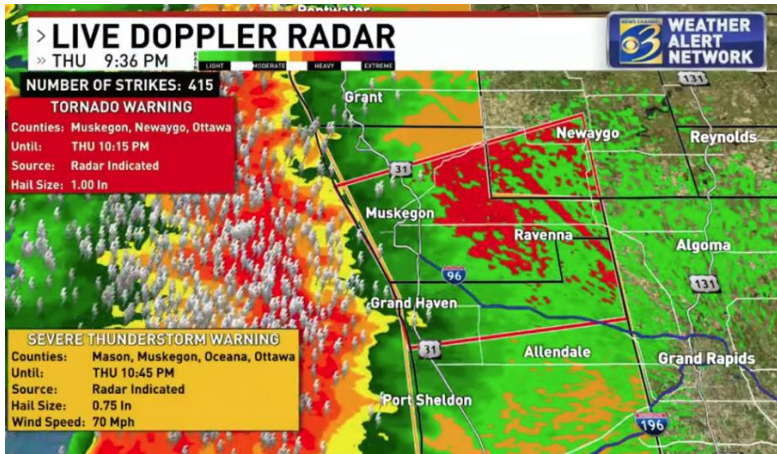 Pentwater
> LIVE DOPPLER RADAR
» THU 9:36 PM
LIGHT MODERATE HEAVY EXTREME
NEWS CHANNEL
3
WEATHER
ALERT
NETWORK
NUMBER OF STRIKES: 415
TORNADO WARNING
Counties: Muskegon, Newaygo, Ottawa
Until: THU 10:15 PM
Source: Radar Indicated
Hail Size: 1.00 In
131
Grant
Newaygo
Reynolds
31
Muskegon
Ravenna
Algoma
96
131
Grand Haven
31
Allendale
Grand Rapids
Port Sheldon
196
SEVERE THUNDERSTORM WARNING
Counties: Mason, Muskegon, Oceana, Ottawa
Until: THU 10:45 PM
Source: Radar Indicated
Hail Size: 0.75 In
Wind Speed: 70 Mph